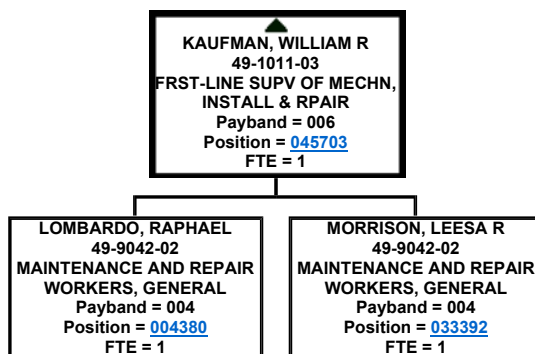 KAUFMAN, WILLIAM R
49-1011-03
FRST-LINE SUPV OF MECHN,
INSTALL & RPAIR
Payband = 006
Position = 045703
FTE = 1
LOMBARDO, RAPHAEL
49-9042-02
MAINTENANCE AND REPAIR
WORKERS, GENERAL
Payband = 004
Position = 004380
FTE = 1
MORRISON, LEESA R
49-9042-02
MAINTENANCE AND REPAIR
WORKERS, GENERAL
Payband = 004
Position = 033392
FTE = 1